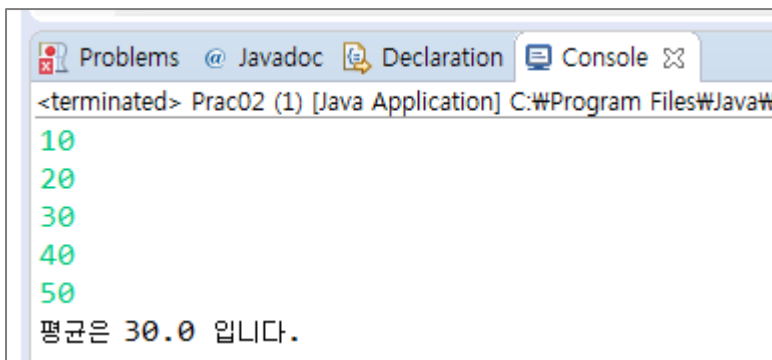 Problems @ Javadoc Declaration Console
<terminated> Prac02 (1) [Java Application] C:₩Program Files₩Java₩
10
20
30
40
50
평균은 30.0 입니다.